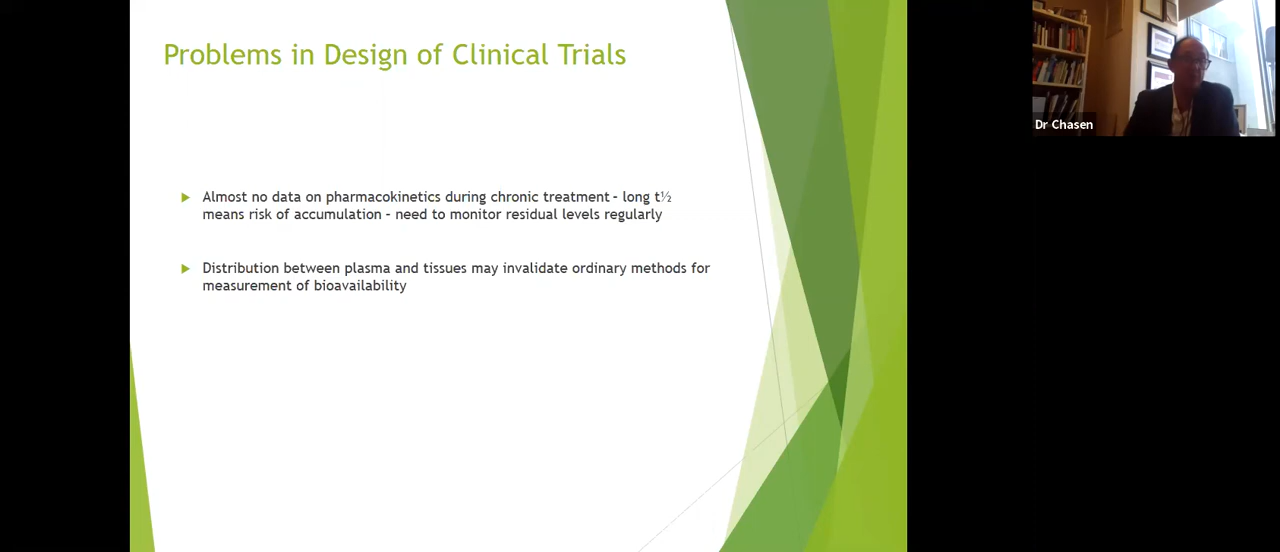 Problems in Design of Clinical Trials
Almost no data on pharmacokinetics during chronic treatment – long t½
means risk of accumulation – need to monitor residual levels regularly
Distribution between plasma and tissues may invalidate ordinary methods for
measurement of bioavailability
Dr Chasen